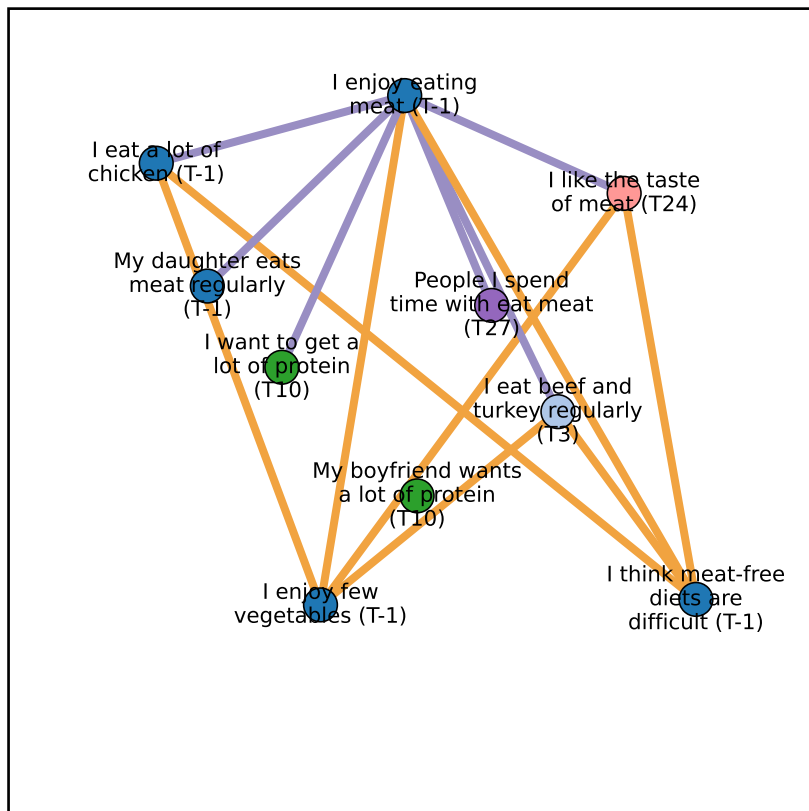 I enjoy eating
meat (T-1)
I eat a lot of
chicken (T-1)
I like the taste
of meat (T24)
My daughter eats
meat regularly
(T-1)
People I spend
time with eat meat
(T27)
I want to get a
lot of protein
(T10)
I eat beef and
turkey regularly
(T3)
My boyfriend wants
a lot of protein
(T10)
I enjoy few
vegetables (T-1)
I think meat-free
diets are
difficult (T-1)